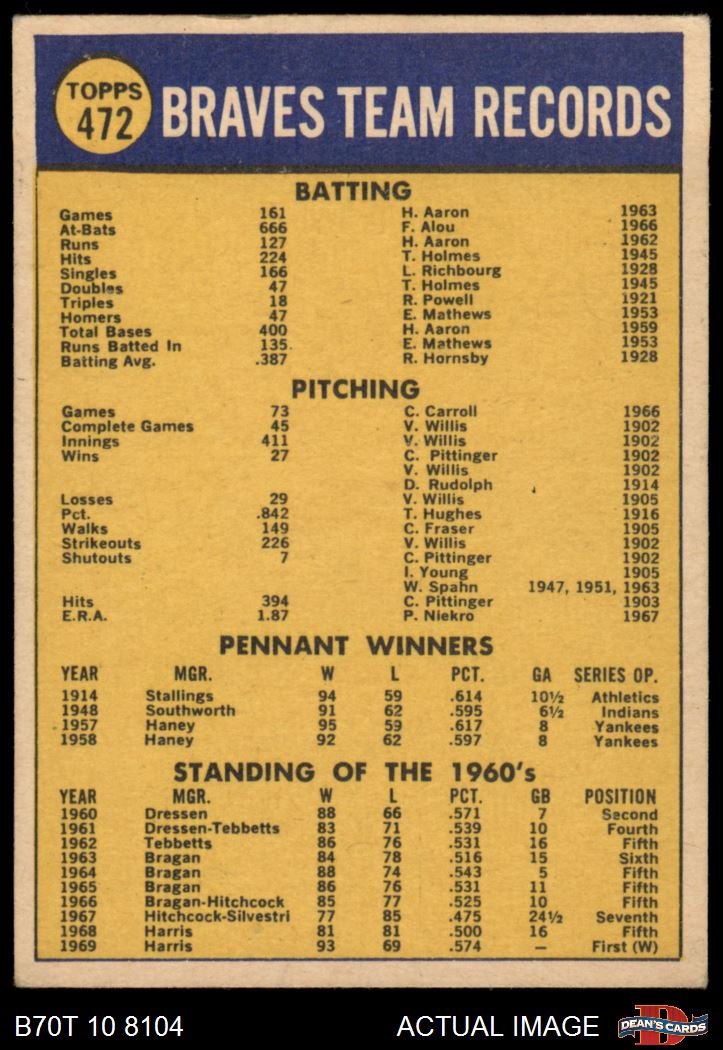 TOPPS
472
BRAVES TEAM RECORDS
BATTING
Games 161 H. Aaron 1963
At-Bats 666 F. Alou 1966
Runs 127 H. Aaron 1962
Hits 224 T. Holmes 1945
Singles 166 L. Richbourg 1928
Doubles 47 T. Holmes 1945
Triples 18 R. Powell 1921
Homers 47 E. Mathews 1953
Total Bases 400 H. Aaron 1959
Runs Batted In 135 E. Mathews 1953
Batting Avg. .387 R. Hornsby 1928
PITCHING
Games 73 C. Carroll 1966
Complete Games 45 V. Willis 1902
Innings 411 V. Willis 1902
Wins 27 C. Pittinger 1902
V. Willis 1902
D. Rudolph 1914
Losses 29 V. Willis 1905
Pct. .842 T. Hughes 1916
Walks 149 C. Fraser 1905
Strikeouts 226 V. Willis 1902
Shutouts 7 C. Pittinger 1902
I. Young 1905
W. Spahn 1947, 1951, 1963
Hits 394 C. Pittinger 1903
E.R.A. 1.87 P. Niekro 1967
PENNANT WINNERS
YEAR MGR. W L PCT. GA SERIES OP.
1914 Stallings 94 59 .614 10½ Athletics
1948 Southworth 91 62 .595 6½ Indians
1957 Haney 95 59 .617 8 Yankees
1958 Haney 92 62 .597 8 Yankees
STANDING OF THE 1960's
YEAR MGR. W L PCT. GB POSITION
1960 Dressen 88 66 .571 7 Second
1961 Dressen-Tebbetts 83 71 .539 10 Fourth
1962 Tebbetts 86 76 .531 16 Fifth
1963 Bragan 84 78 .516 15 Sixth
1964 Bragan 88 74 .543 5 Fifth
1965 Bragan 86 76 .531 11 Fifth
1966 Bragan-Hitchcock 85 77 .525 10 Fifth
1967 Hitchcock-Silvestri 77 85 .475 24½ Seventh
1968 Harris 81 81 .500 16 Fifth
1969 Harris 93 69 .574 — First (W)
B70T 10 8104 ACTUAL IMAGE DEAN'S CARDS